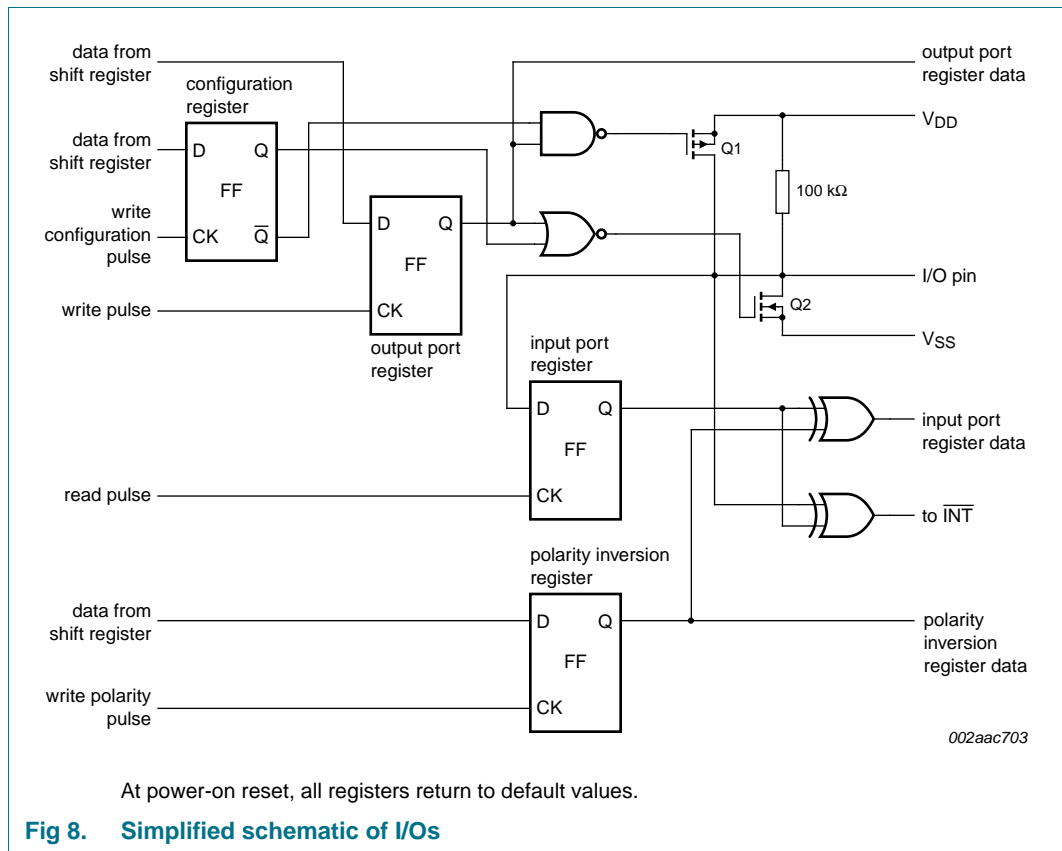 data from
shift register
configuration
register
data from
shift register
D
Q
FF
write
configuration
pulse
CK
Q̅
D
Q
FF
write pulse
CK
output port
register
output port
register data
VDD
Q1
100 kΩ
I/O pin
Q2
VSS
input port
register
D
Q
FF
read pulse
CK
input port
register data
to I̅N̅T̅
polarity inversion
register
data from
shift register
D
Q
FF
write polarity
pulse
CK
polarity
inversion
register data
002aac703
At power-on reset, all registers return to default values.
Fig 8. Simplified schematic of I/Os